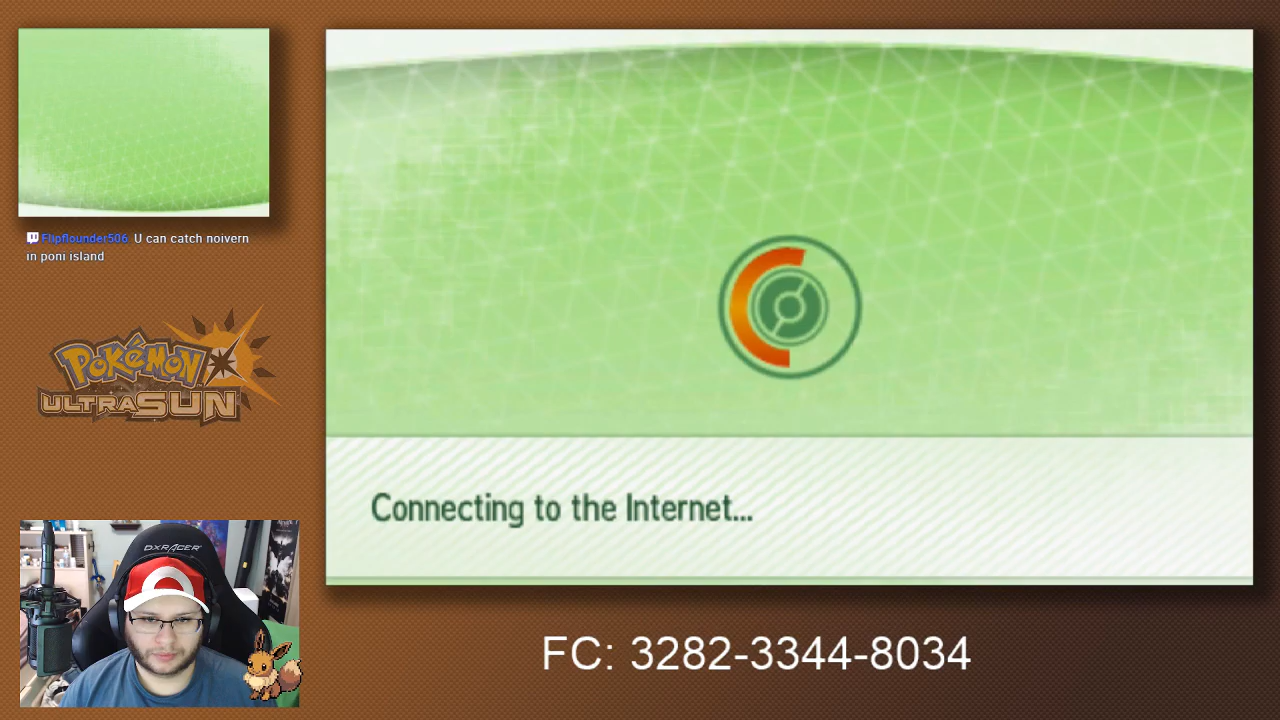 Flipflounder506 U can catch noivern
in poni island
POKéMON
ULTRA SUN
Connecting to the Internet...
DXRACER
FC: 3282-3344-8034